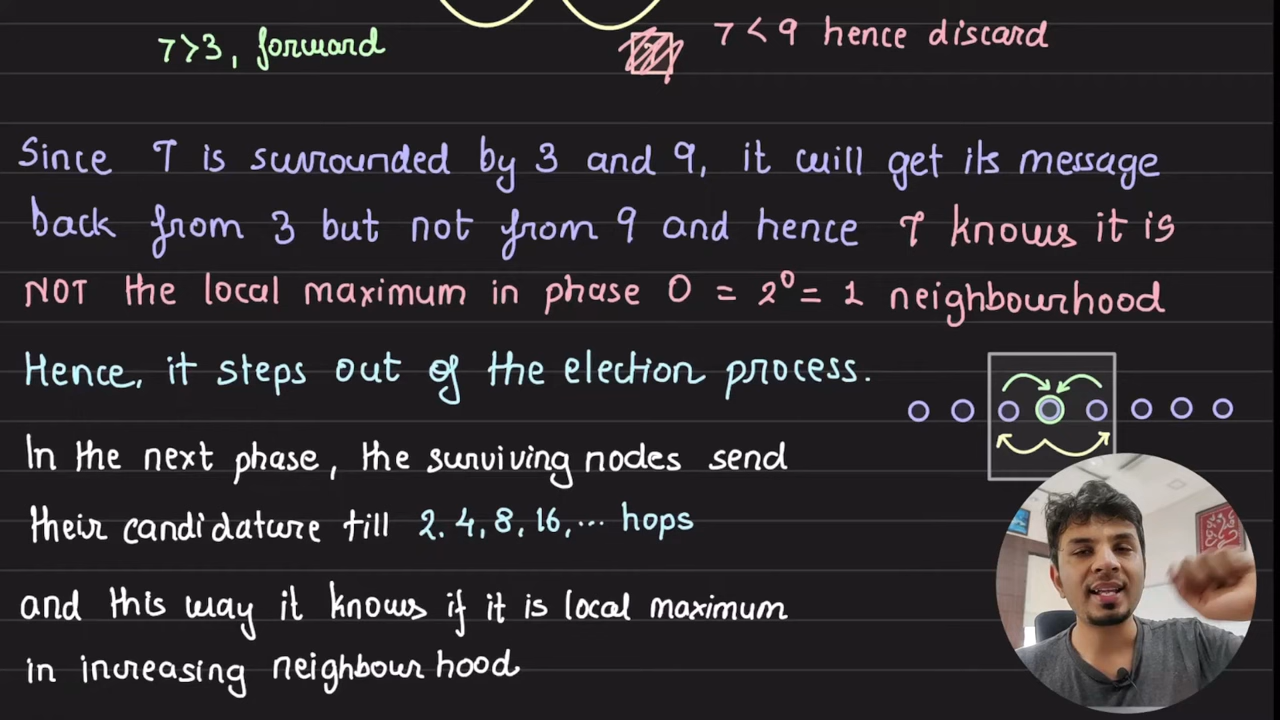 7>3, forward
7 < 9 hence discard
Since 7 is surrounded by 3 and 9, it will get its message
back from 3 but not from 9 and hence 7 knows it is
NOT the local maximum in phase 0 = 2⁰ = 1 neighbourhood
Hence, it steps out of the election process.
In the next phase, the surviving nodes send
their candidature till 2, 4, 8, 16, ... hops
and this way it knows if it is local maximum
in increasing neighbourhood